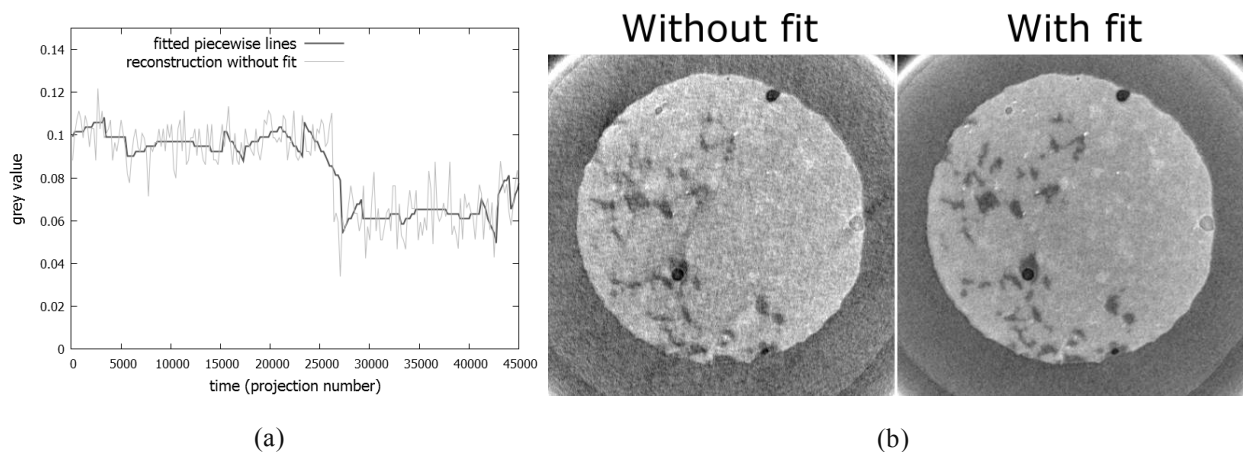 0.14
0.12
0.1
0.08
0.06
0.04
0.02
0
grey value
fitted piecewise lines
reconstruction without fit
0 5000 10000 15000 20000 25000 30000 35000 40000 45000
time (projection number)
(a)
Without fit With fit
(b)